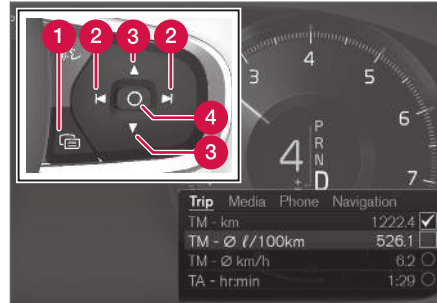 1 2 3 2
4
3
3 4 5 6 7
P
R
N
± D
4
Trip Media Phone Navigation
TM - km 1222.4
TM - Ø ℓ/100km 526.1
TM - Ø km/h 6.2
TA - hr:min 1:29